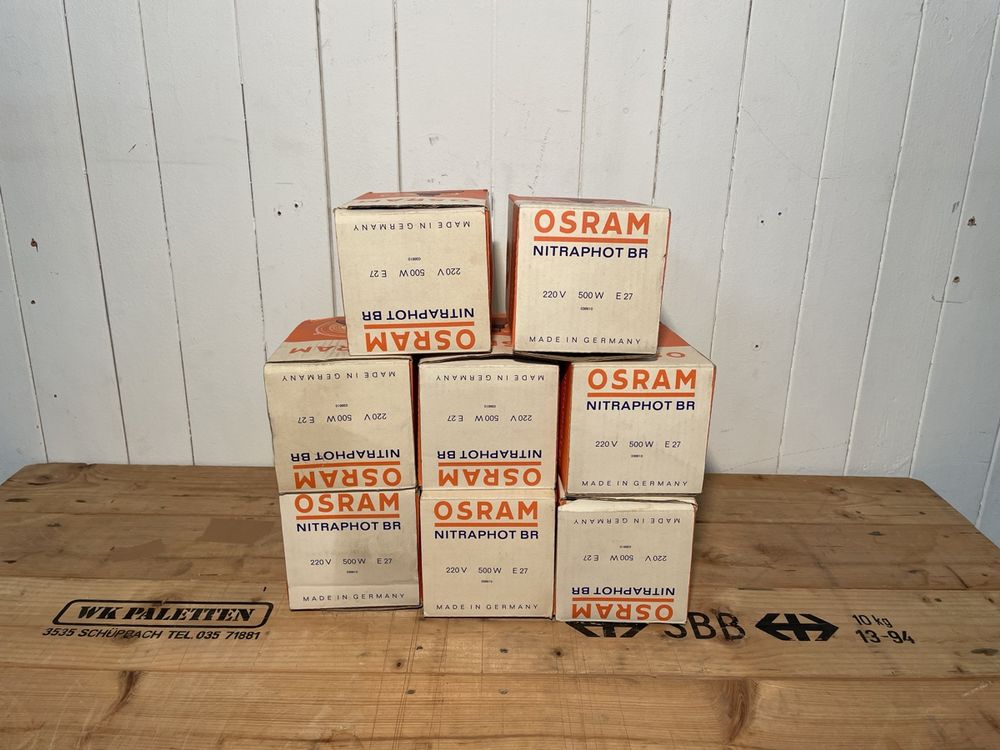 MADE IN GERMANY
220 V 500 W E 27
NITRAPHOT BR
OSRAM
OSRAM
NITRAPHOT BR
220 V 500 W E 27
MADE IN GERMANY
OSRAM
MADE IN GERMANY
220 V 500 W E 27
NITRAPHOT BR
OSRAM
MADE IN GERMANY
220 V 500 W E 27
NITRAPHOT BR
OSRAM
OSRAM
NITRAPHOT BR
220 V 500 W E 27
MADE IN GERMANY
OSRAM
NITRAPHOT BR
220 V 500 W E 27
MADE IN GERMANY
OSRAM
NITRAPHOT BR
220 V 500 W E 27
MADE IN GERMANY
MADE IN GERMANY
220 V 500 W E 27
NITRAPHOT BR
OSRAM
WK PALETTEN
3535 SCHÜPBACH TEL. 035 71881
SBB
10 kg
13-94